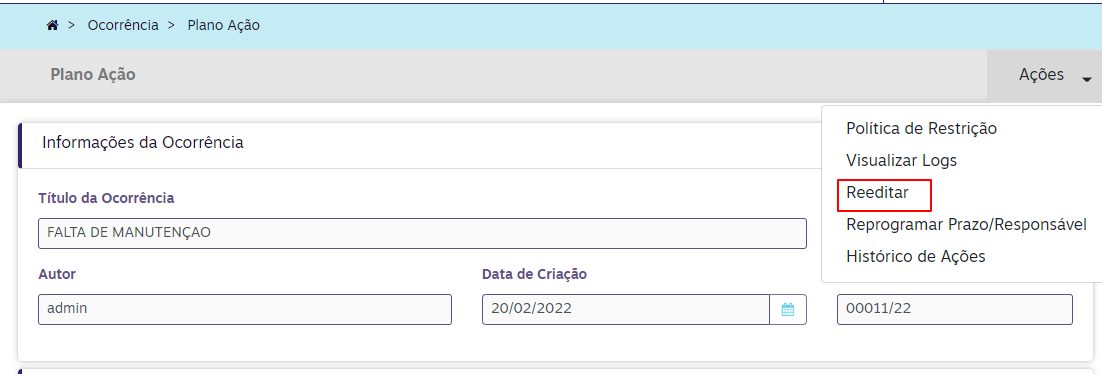 > Ocorrência > Plano Ação
Plano Ação
Ações
Política de Restrição
Visualizar Logs
Reeditar
Reprogramar Prazo/Responsável
Histórico de Ações
Informações da Ocorrência
Título da Ocorrência
FALTA DE MANUTENÇAO
Autor
Data de Criação
admin
20/02/2022
00011/22